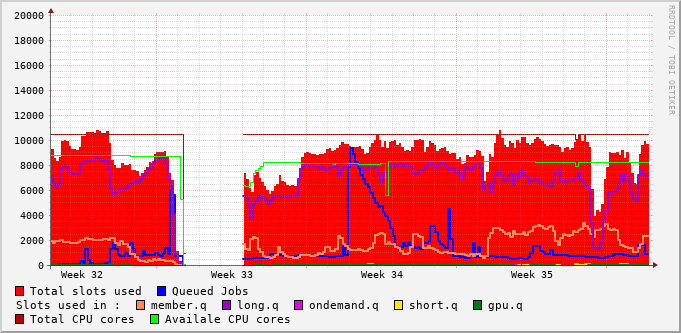 20000
18000
16000
14000
12000
10000
8000
6000
4000
2000
0
Week 32 Week 33 Week 34 Week 35
Total slots used Queued Jobs
Slots used in : member.q long.q ondemand.q short.q gpu.q
Total CPU cores Availale CPU cores
RRDTOOL / TOBI OETIKER